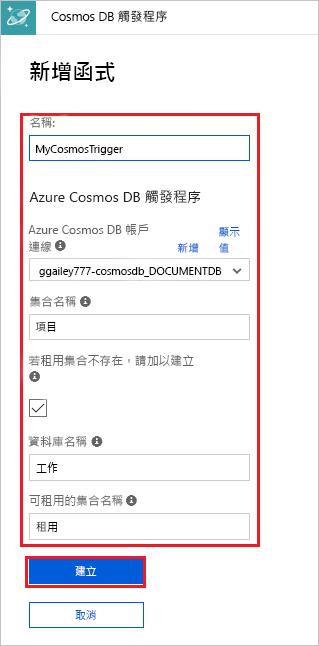 Cosmos DB 觸發程序
新增函式
名稱:
MyCosmosTrigger
Azure Cosmos DB 觸發程序
Azure Cosmos DB 帳戶
連線
新增
顯示
值
ggailey777-cosmosdb_DOCUMENTDB
集合名稱
項目
若租用集合不存在，請加以建立
資料庫名稱
工作
可租用的集合名稱
租用
建立
取消